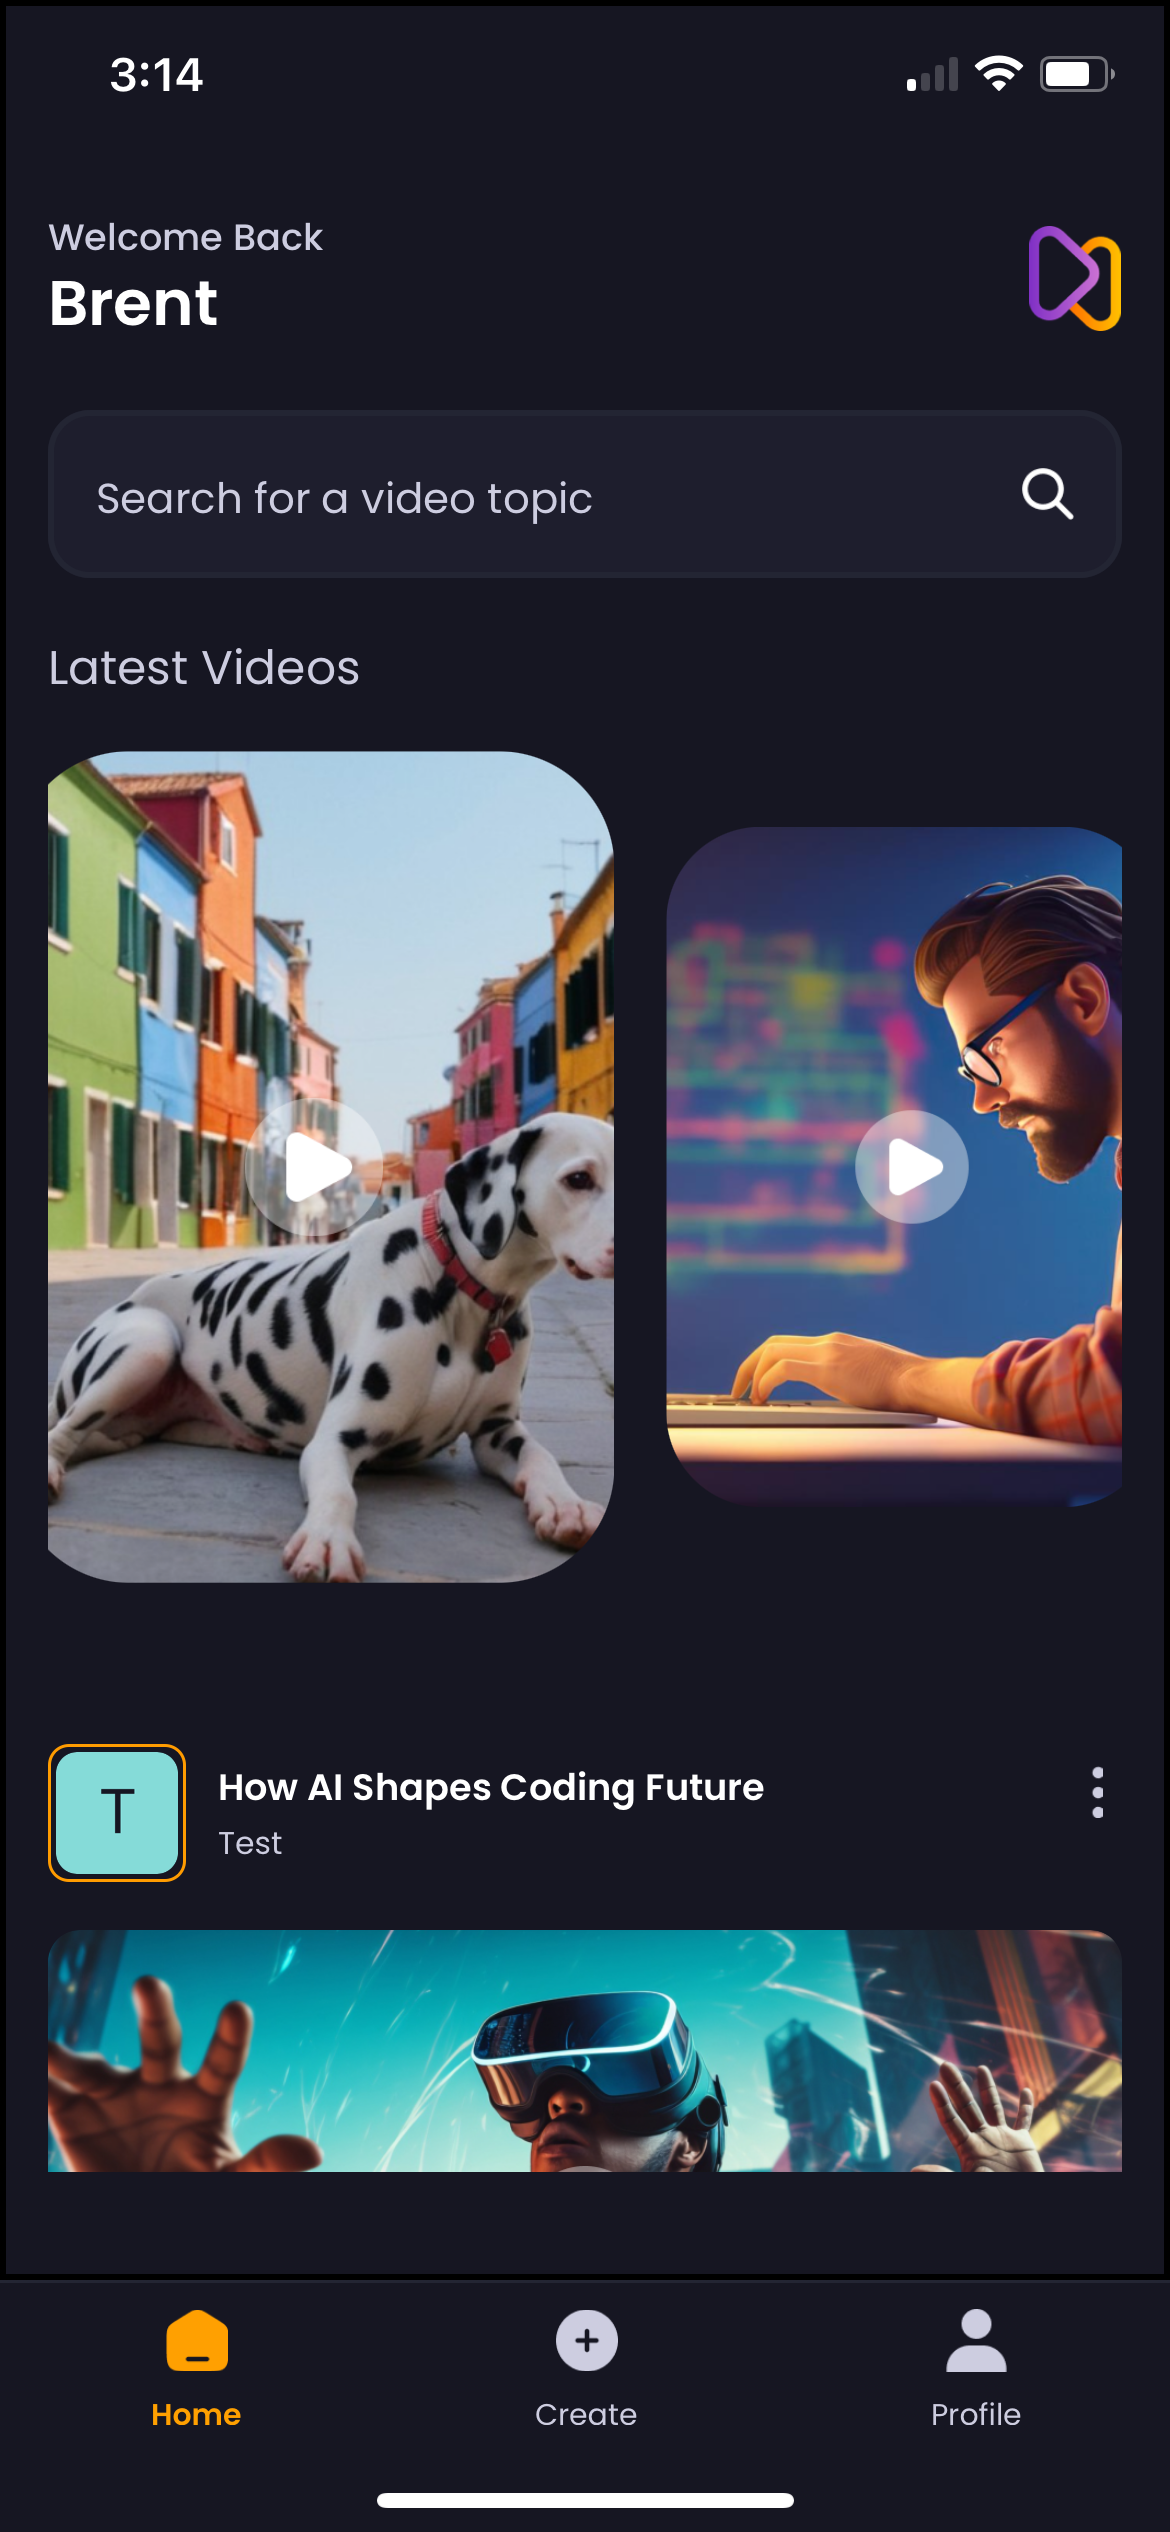 3:14
Welcome Back
Brent
Search for a video topic
Latest Videos
T
How AI Shapes Coding Future
Test
Home
Create
Profile